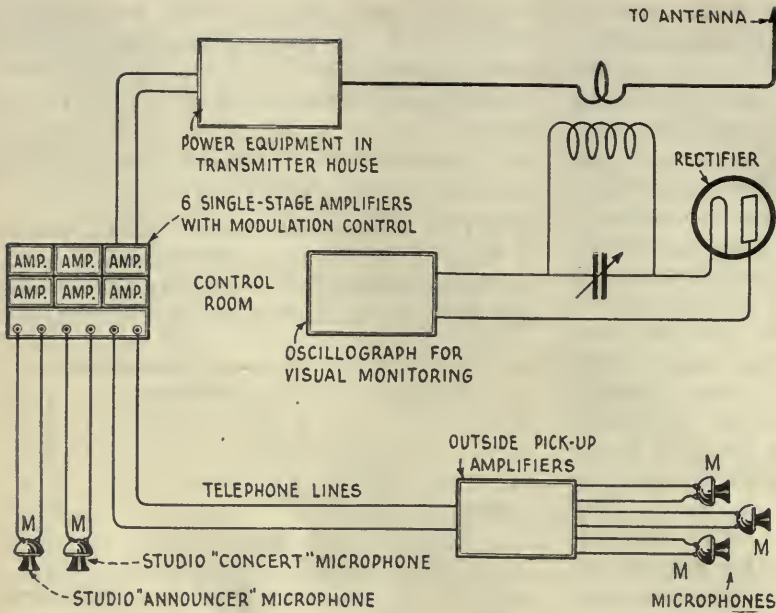 TO ANTENNA
POWER EQUIPMENT IN
TRANSMITTER HOUSE
RECTIFIER
6 SINGLE-STAGE AMPLIFIERS
WITH MODULATION CONTROL
AMP. AMP. AMP.
AMP. AMP. AMP.
CONTROL
ROOM
OSCILLOGRAPH FOR
VISUAL MONITORING
OUTSIDE PICK-UP
AMPLIFIERS
TELEPHONE LINES
M
M
M
M
M
STUDIO "CONCERT" MICROPHONE
STUDIO "ANNOUNCER" MICROPHONE
MICROPHONES